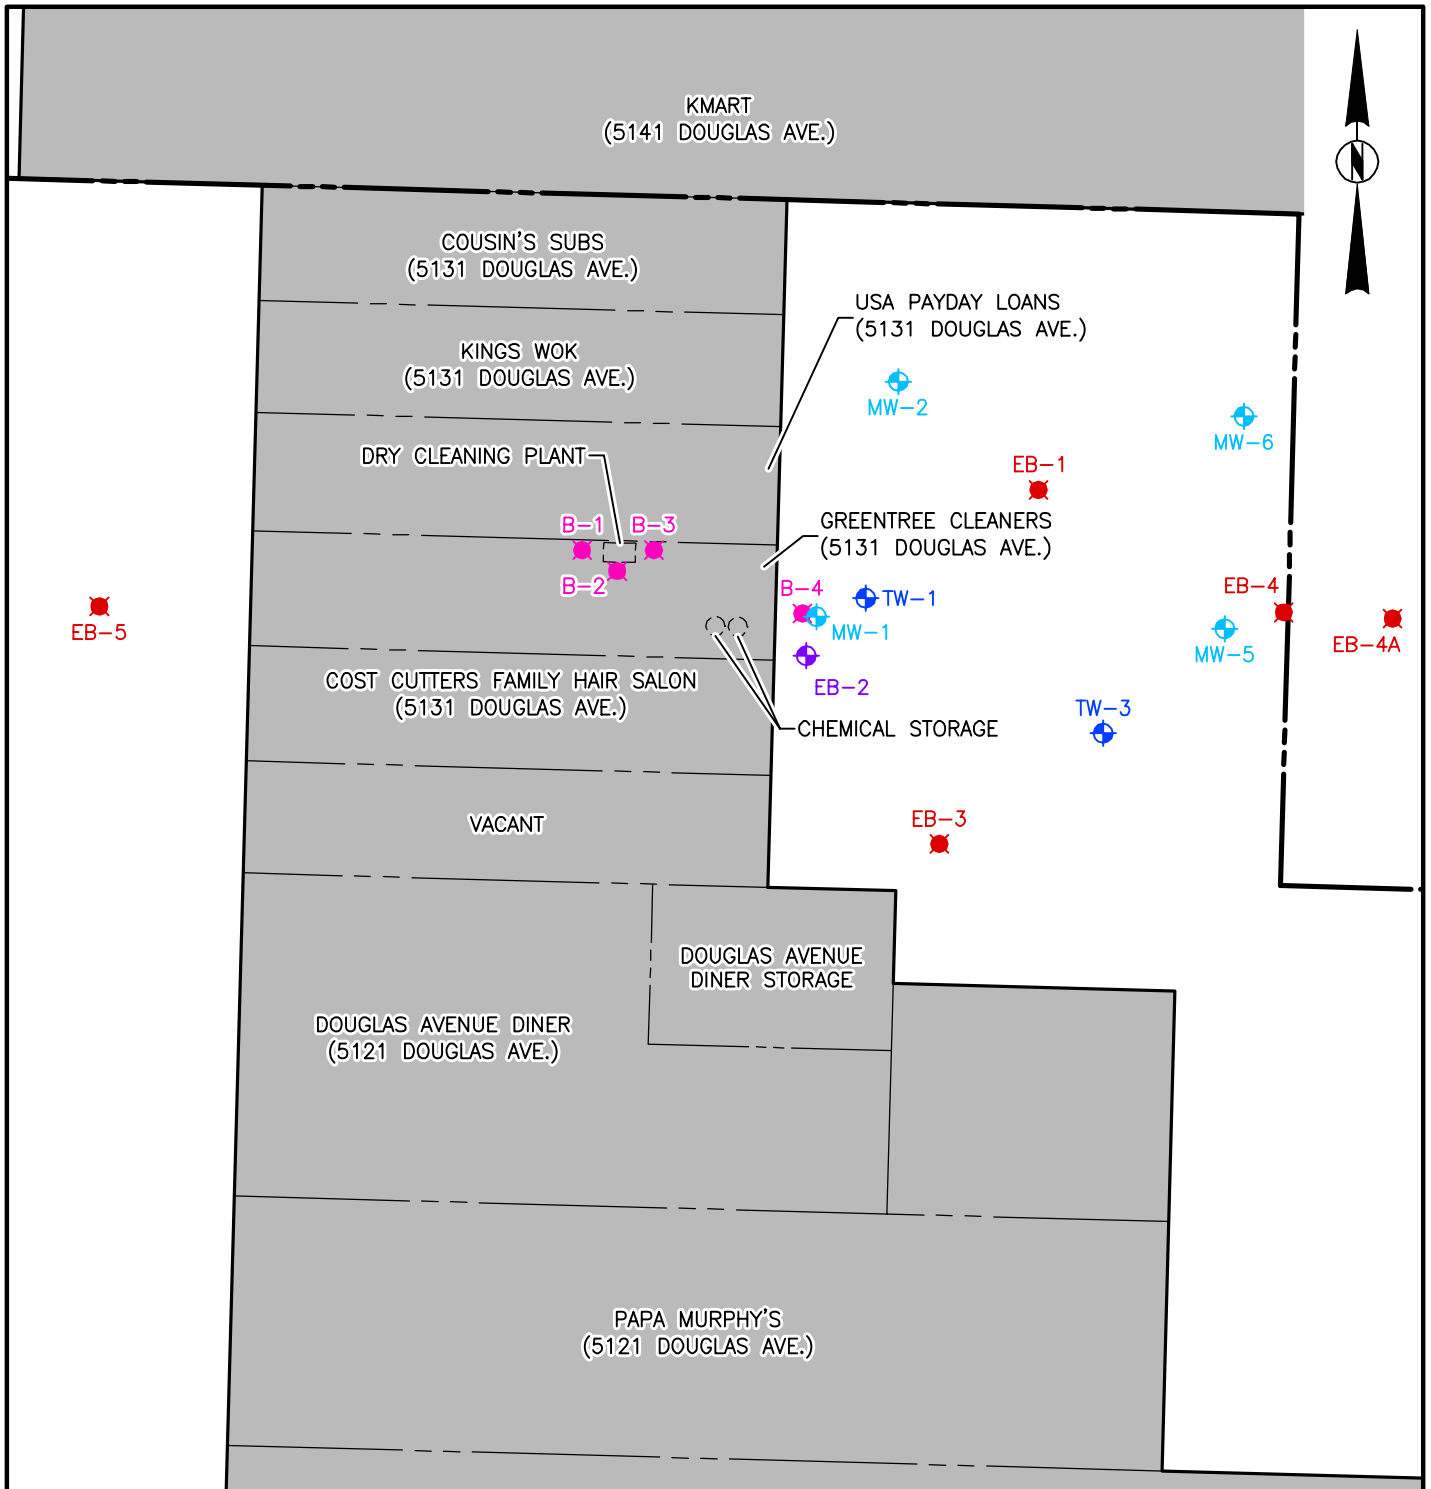 KMART
(5141 DOUGLAS AVE.)
N
COUSIN'S SUBS
(5131 DOUGLAS AVE.)
USA PAYDAY LOANS
(5131 DOUGLAS AVE.)
KINGS WOK
(5131 DOUGLAS AVE.)
MW-2
MW-6
DRY CLEANING PLANT
EB-1
B-1
B-3
GREENTREE CLEANERS
(5131 DOUGLAS AVE.)
B-2
B-4
TW-1
EB-4
EB-5
MW-1
MW-5
EB-4A
COST CUTTERS FAMILY HAIR SALON
(5131 DOUGLAS AVE.)
EB-2
TW-3
CHEMICAL STORAGE
VACANT
EB-3
DOUGLAS AVENUE
DINER STORAGE
DOUGLAS AVENUE DINER
(5121 DOUGLAS AVE.)
PAPA MURPHY'S
(5121 DOUGLAS AVE.)